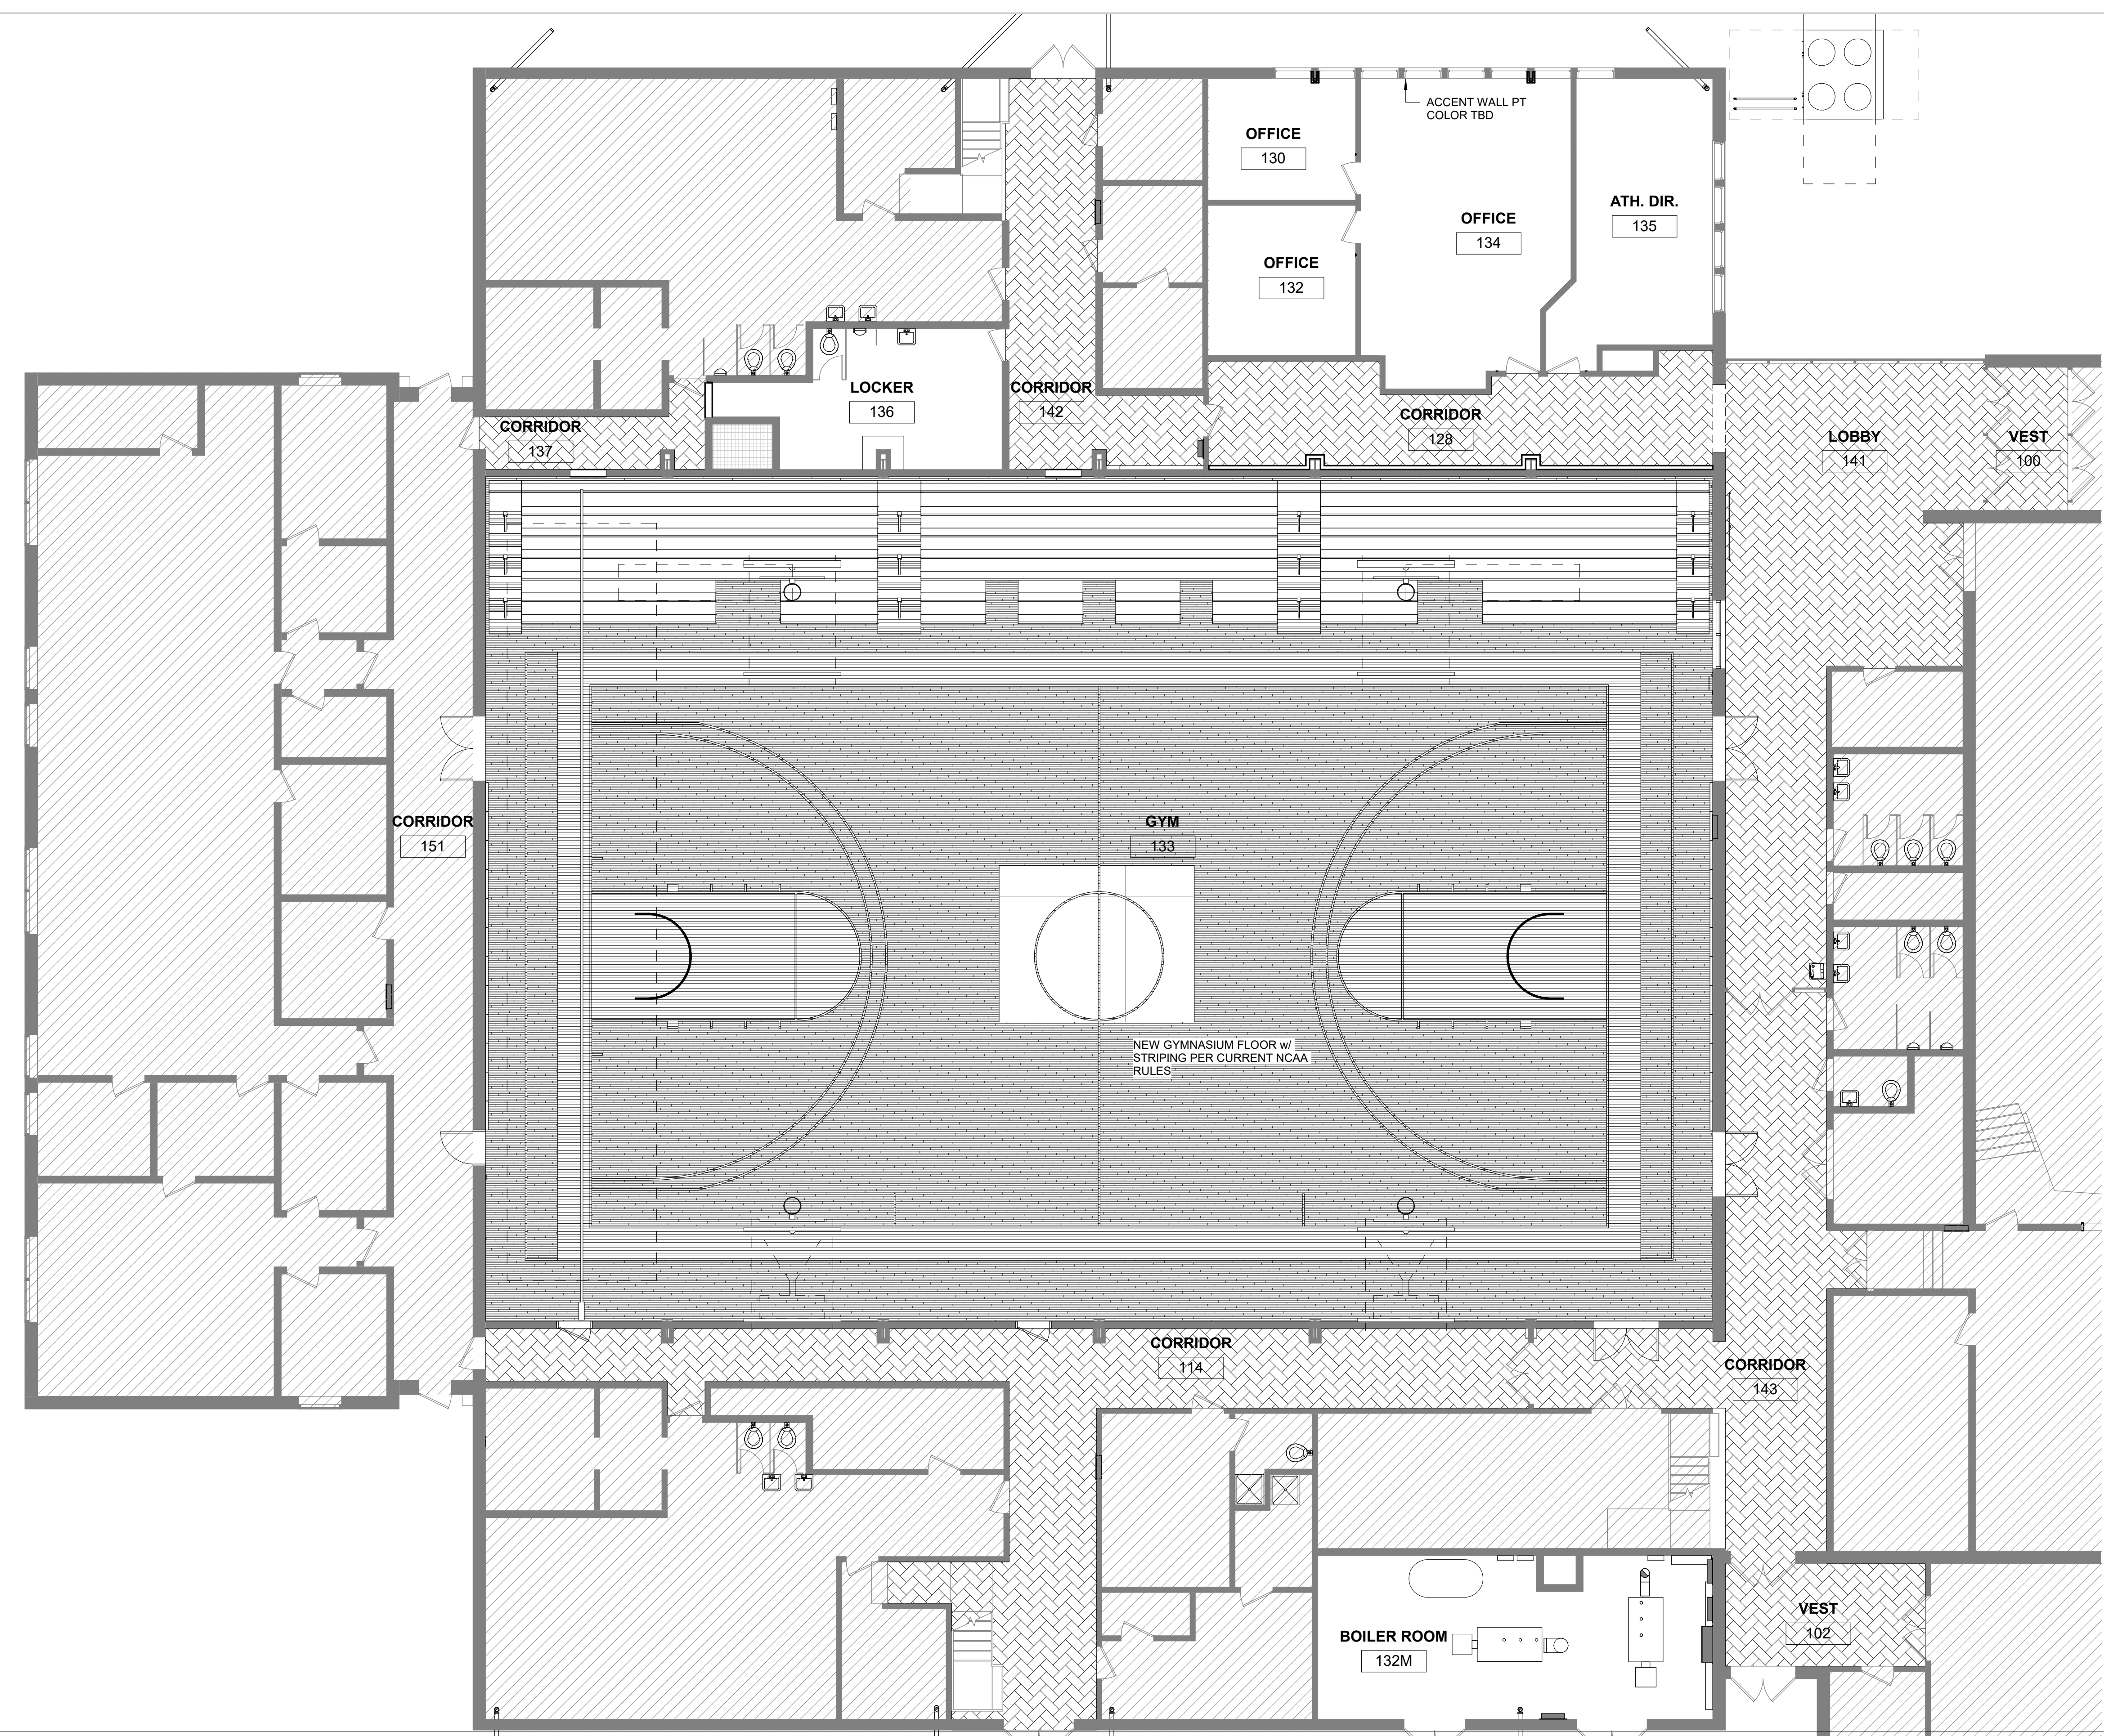 ACCENT WALL PT
COLOR TBD
OFFICE
130
ATH. DIR.
135
OFFICE
134
OFFICE
132
LOCKER
136
CORRIDOR
142
CORRIDOR
128
CORRIDOR
137
LOBBY
141
VEST
100
CORRIDOR
151
GYM
133
NEW GYMNASIUM FLOOR w/
STRIPING PER CURRENT NCAA
RULES
CORRIDOR
114
CORRIDOR
143
BOILER ROOM
132M
VEST
102